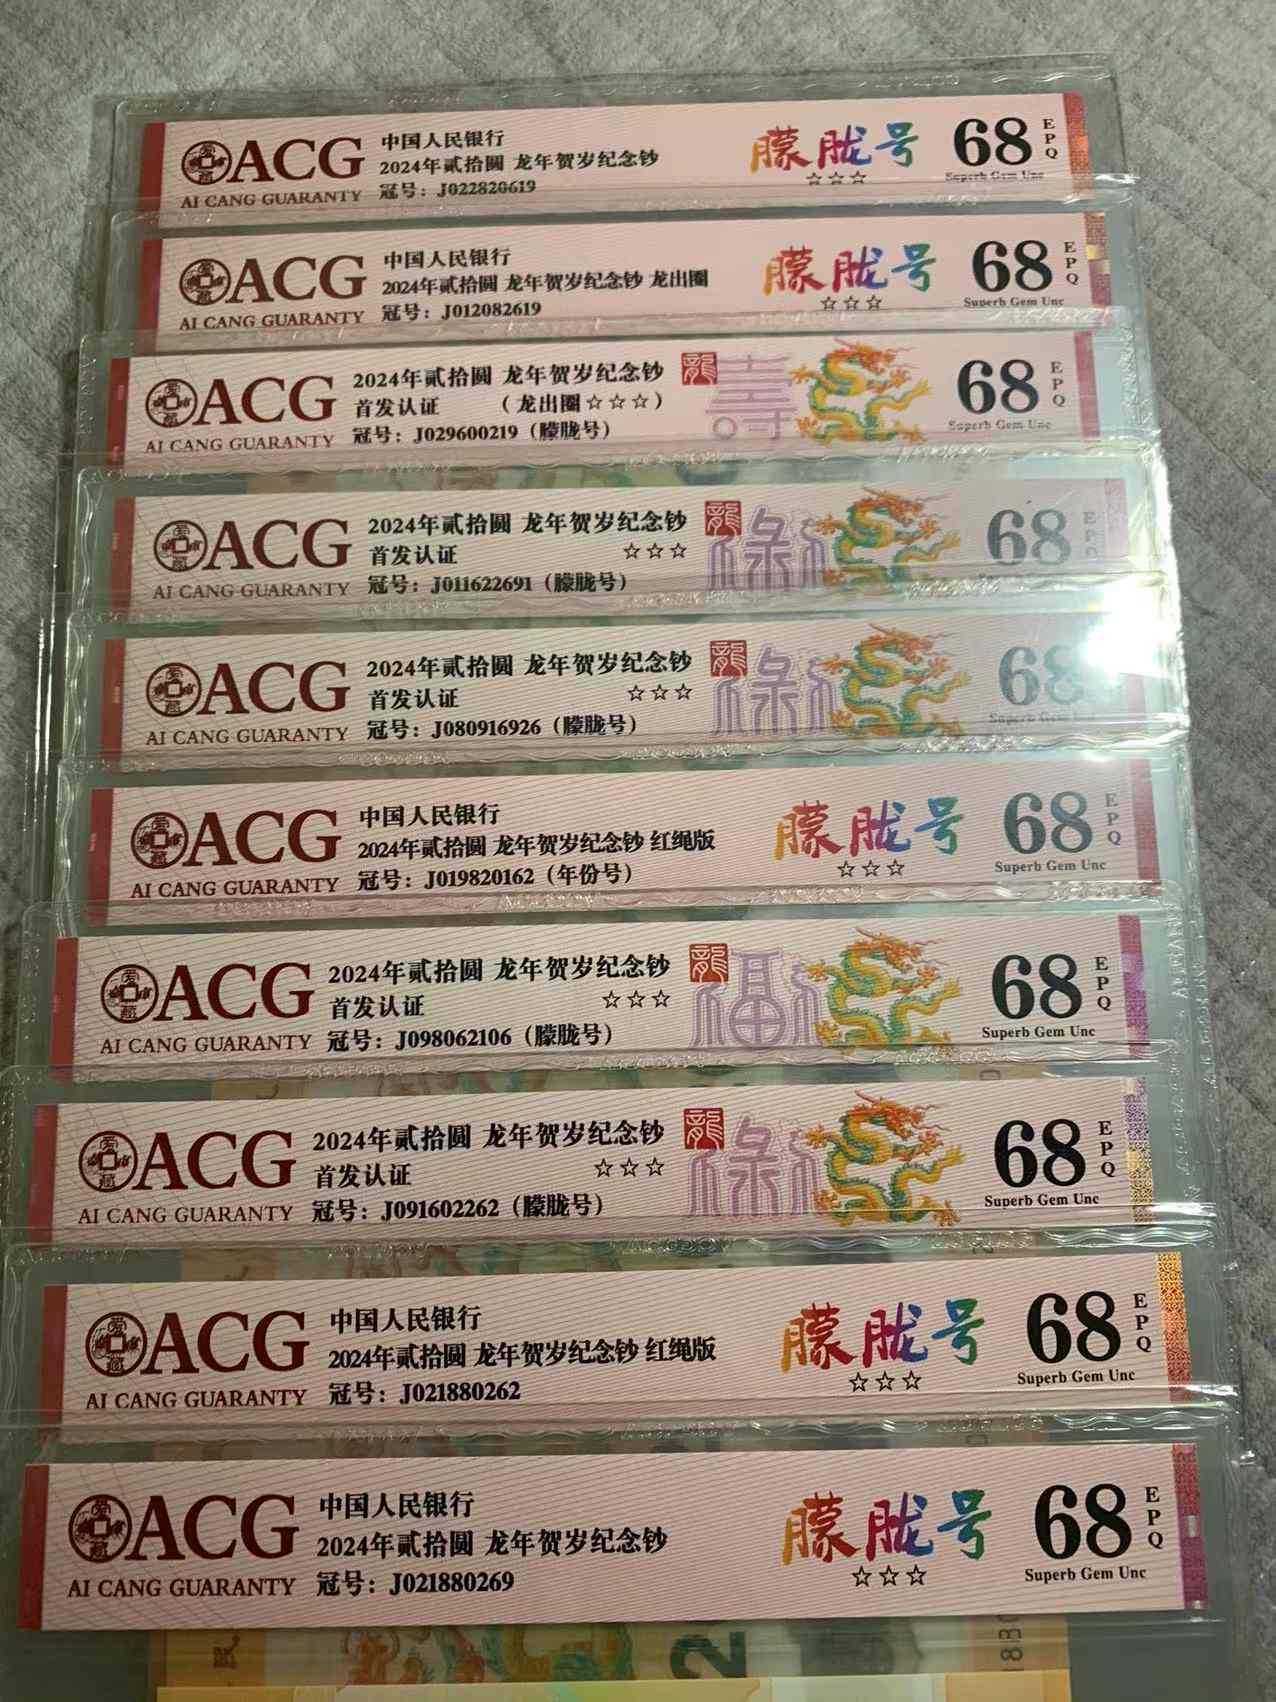 ACG
AI CANG GUARANTY
中国人民银行
2024年贰拾圆 龙年贺岁纪念钞
冠号：J022820619
朦胧号
☆☆☆
68 EPQ
Superb Gem Unc
ACG
AI CANG GUARANTY
中国人民银行
2024年贰拾圆 龙年贺岁纪念钞 龙出圈
冠号：J012082619
朦胧号
☆☆☆
68 EPQ
Superb Gem Unc
ACG
AI CANG GUARANTY
2024年贰拾圆 龙年贺岁纪念钞
首发认证 （龙出圈☆☆☆）
冠号：J029600219（朦胧号）
龍
壽
68 EPQ
Superb Gem Unc
ACG
AI CANG GUARANTY
2024年贰拾圆 龙年贺岁纪念钞
首发认证 ☆☆☆
冠号：J011622691（朦胧号）
龍
禄
68 EPQ
ACG
AI CANG GUARANTY
2024年贰拾圆 龙年贺岁纪念钞
首发认证 ☆☆☆
冠号：J080916926（朦胧号）
龍
禄
68
Superb Gem Unc
ACG
AI CANG GUARANTY
中国人民银行
2024年贰拾圆 龙年贺岁纪念钞 红绳版
冠号：J019820162（年份号）
朦胧号
☆☆☆
68 EPQ
Superb Gem Unc
ACG
AI CANG GUARANTY
2024年贰拾圆 龙年贺岁纪念钞
首发认证 ☆☆☆
冠号：J098062106（朦胧号）
龍
福
68 EPQ
Superb Gem Unc
ACG
AI CANG GUARANTY
2024年贰拾圆 龙年贺岁纪念钞
首发认证 ☆☆☆
冠号：J091602262（朦胧号）
龍
禄
68 EPQ
Superb Gem Unc
ACG
AI CANG GUARANTY
中国人民银行
2024年贰拾圆 龙年贺岁纪念钞 红绳版
冠号：J021880262
朦胧号
☆☆☆
68 EPQ
Superb Gem Unc
ACG
AI CANG GUARANTY
中国人民银行
2024年贰拾圆 龙年贺岁纪念钞
冠号：J021880269
朦胧号
☆☆☆
68 EPQ
Superb Gem Unc
民
2